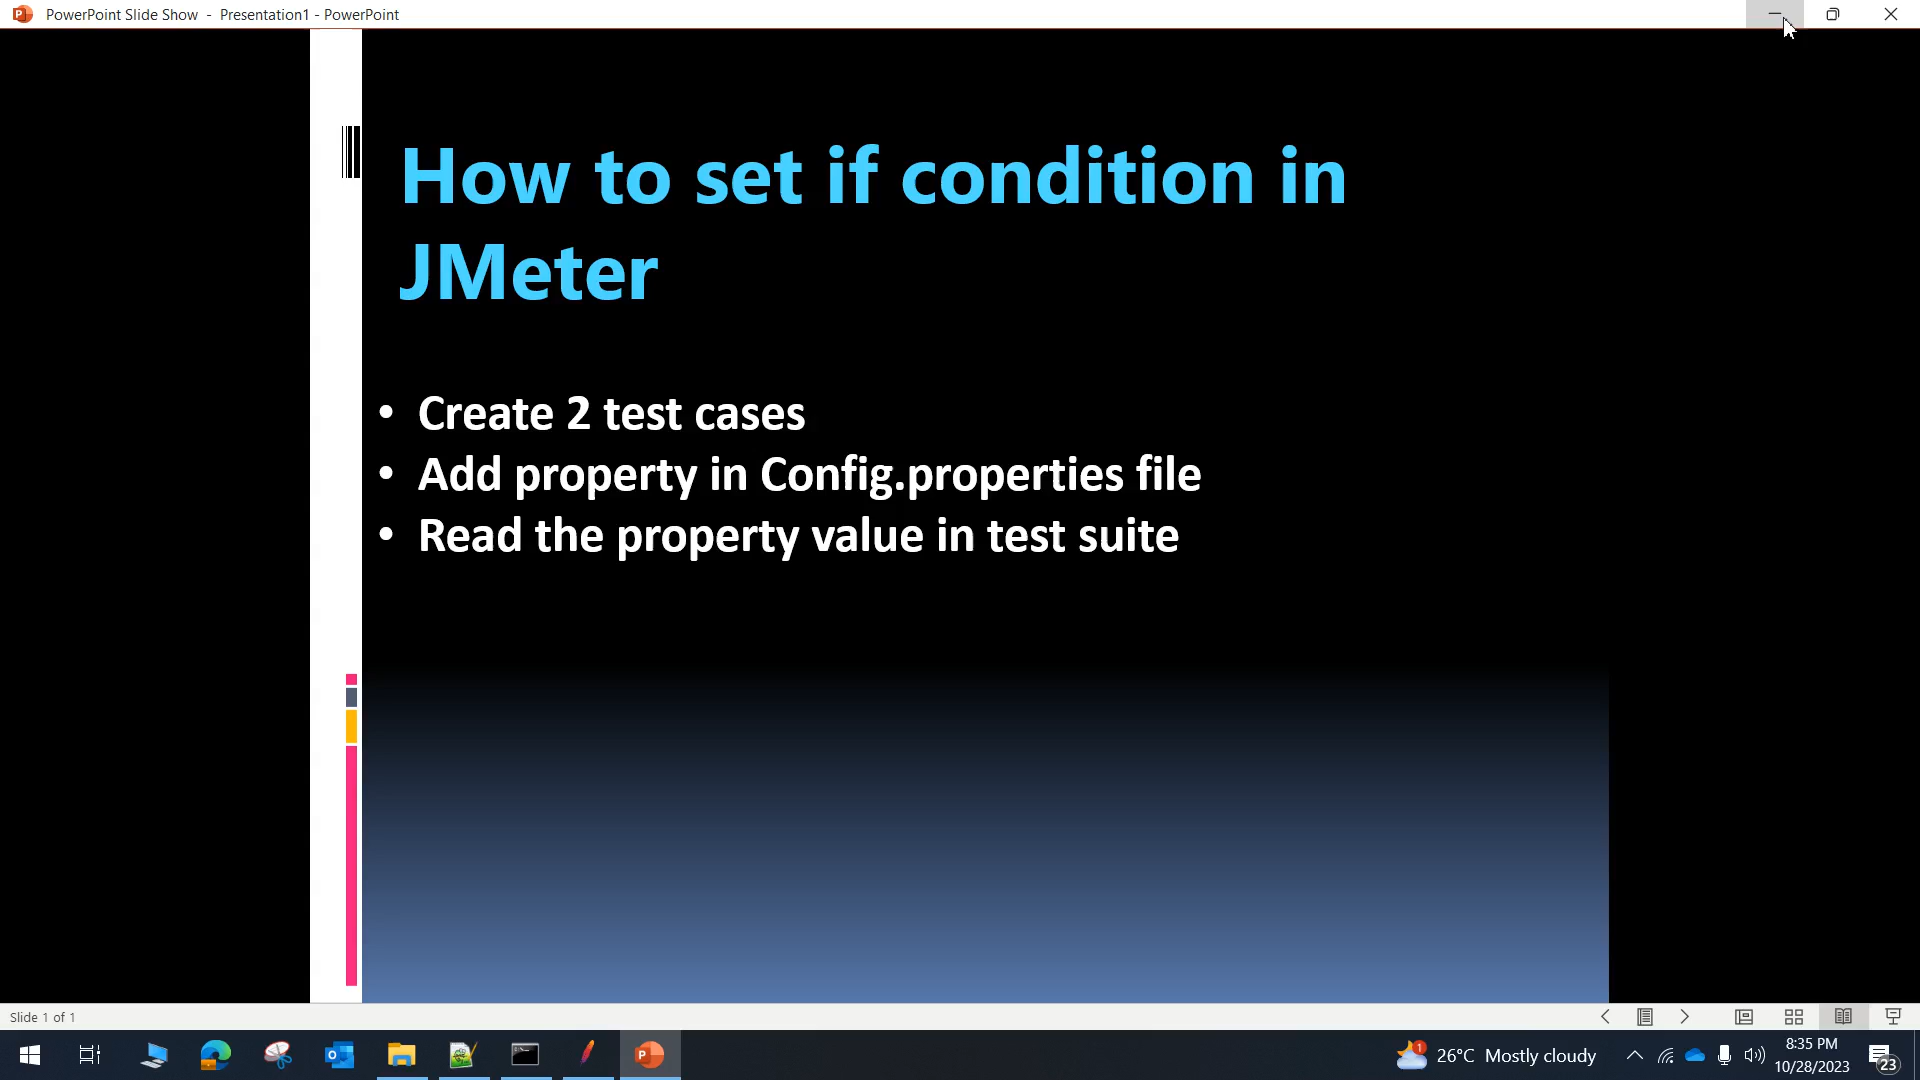 PowerPoint Slide Show - Presentation1 - PowerPoint
How to set if condition in
JMeter
• Create 2 test cases
• Add property in Config.properties file
• Read the property value in test suite
Slide 1 of 1
26°C Mostly cloudy
8:35 PM
10/28/2023
23
1